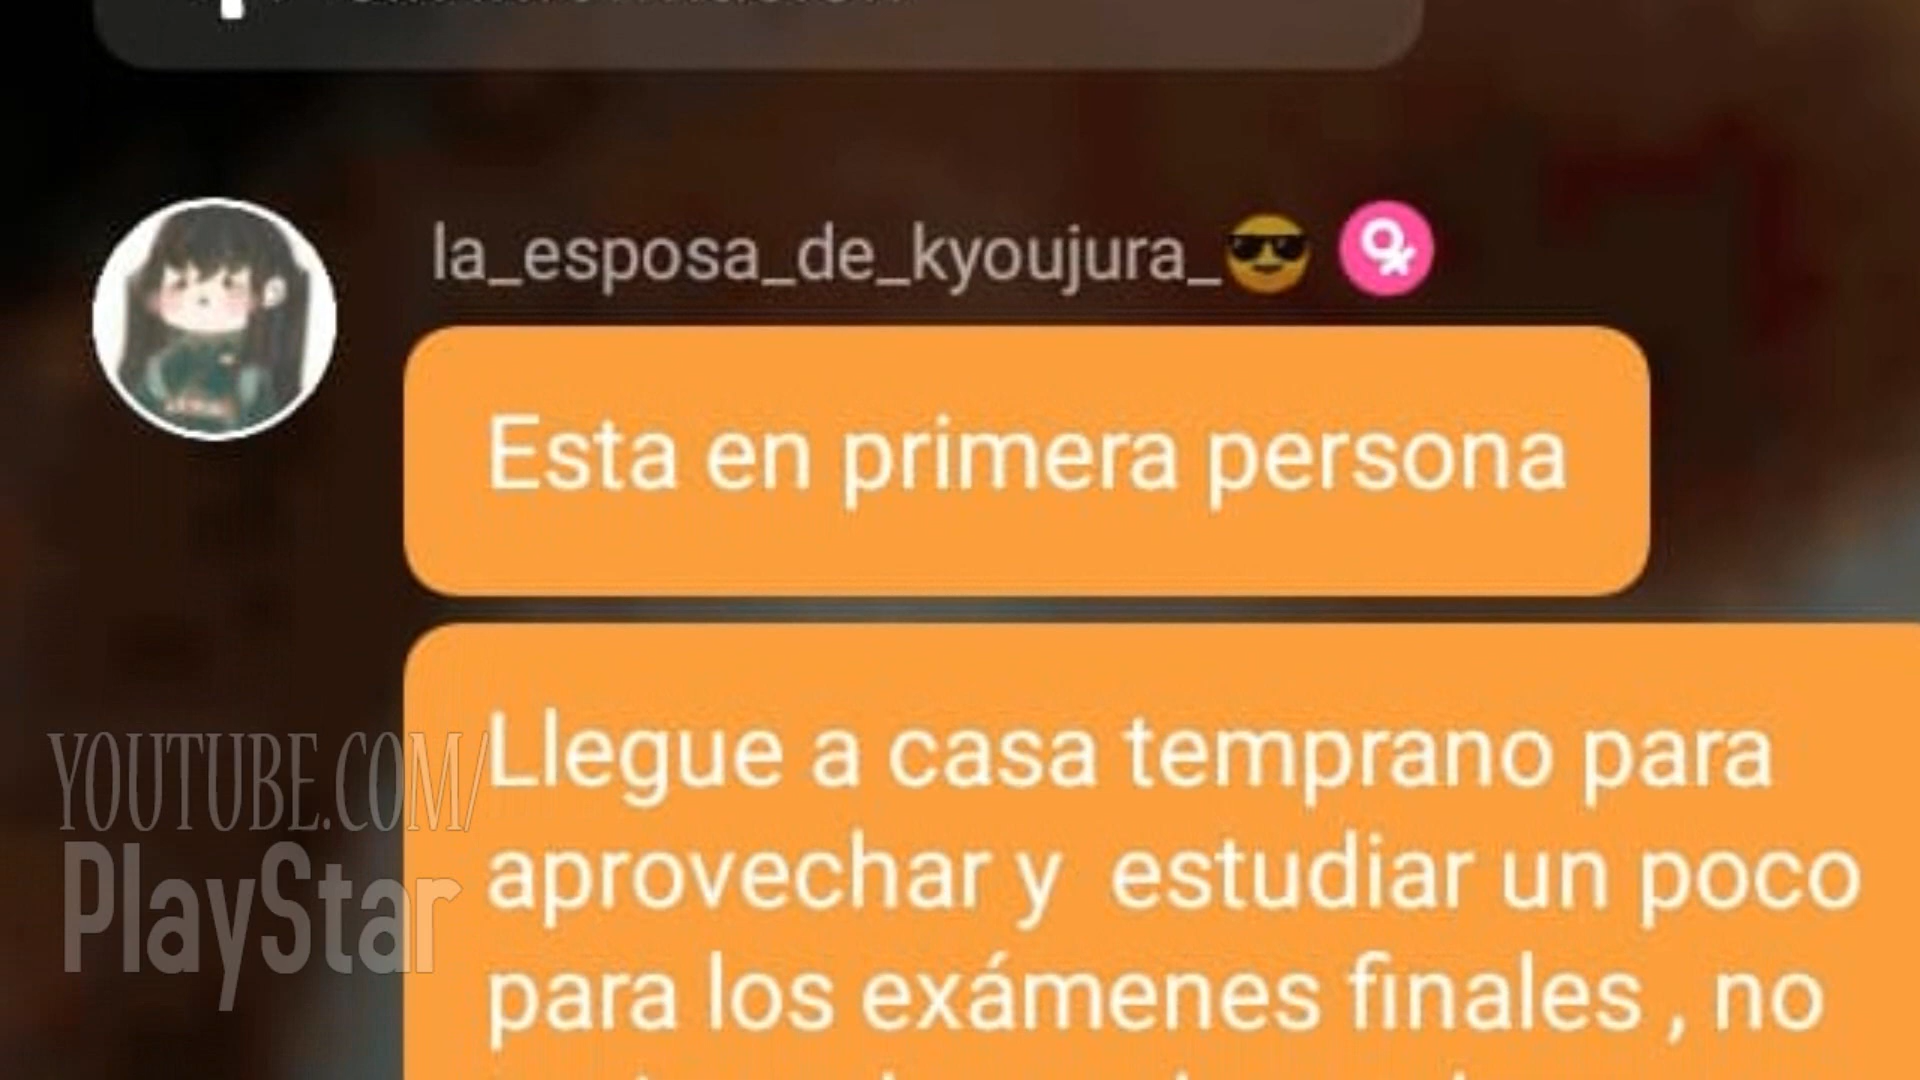 la_esposa_de_kyoujura_😎
Esta en primera persona
Llegue a casa temprano para
aprovechar y  estudiar un poco
para los exámenes finales , no
YOUTUBE.COM/
PlayStar